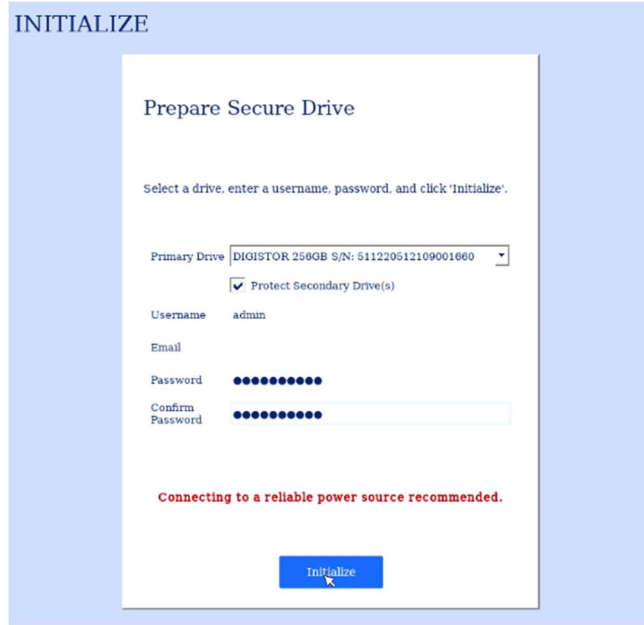 INITIALIZE
Prepare Secure Drive
Select a drive, enter a username, password, and click 'Initialize'.
Primary Drive DIGISTOR 256GB S/N: 511220512109001660
Protect Secondary Drive(s)
Username admin
Email
Password ●●●●●●●●●●
Confirm
Password ●●●●●●●●●●
Connecting to a reliable power source recommended.
Initialize